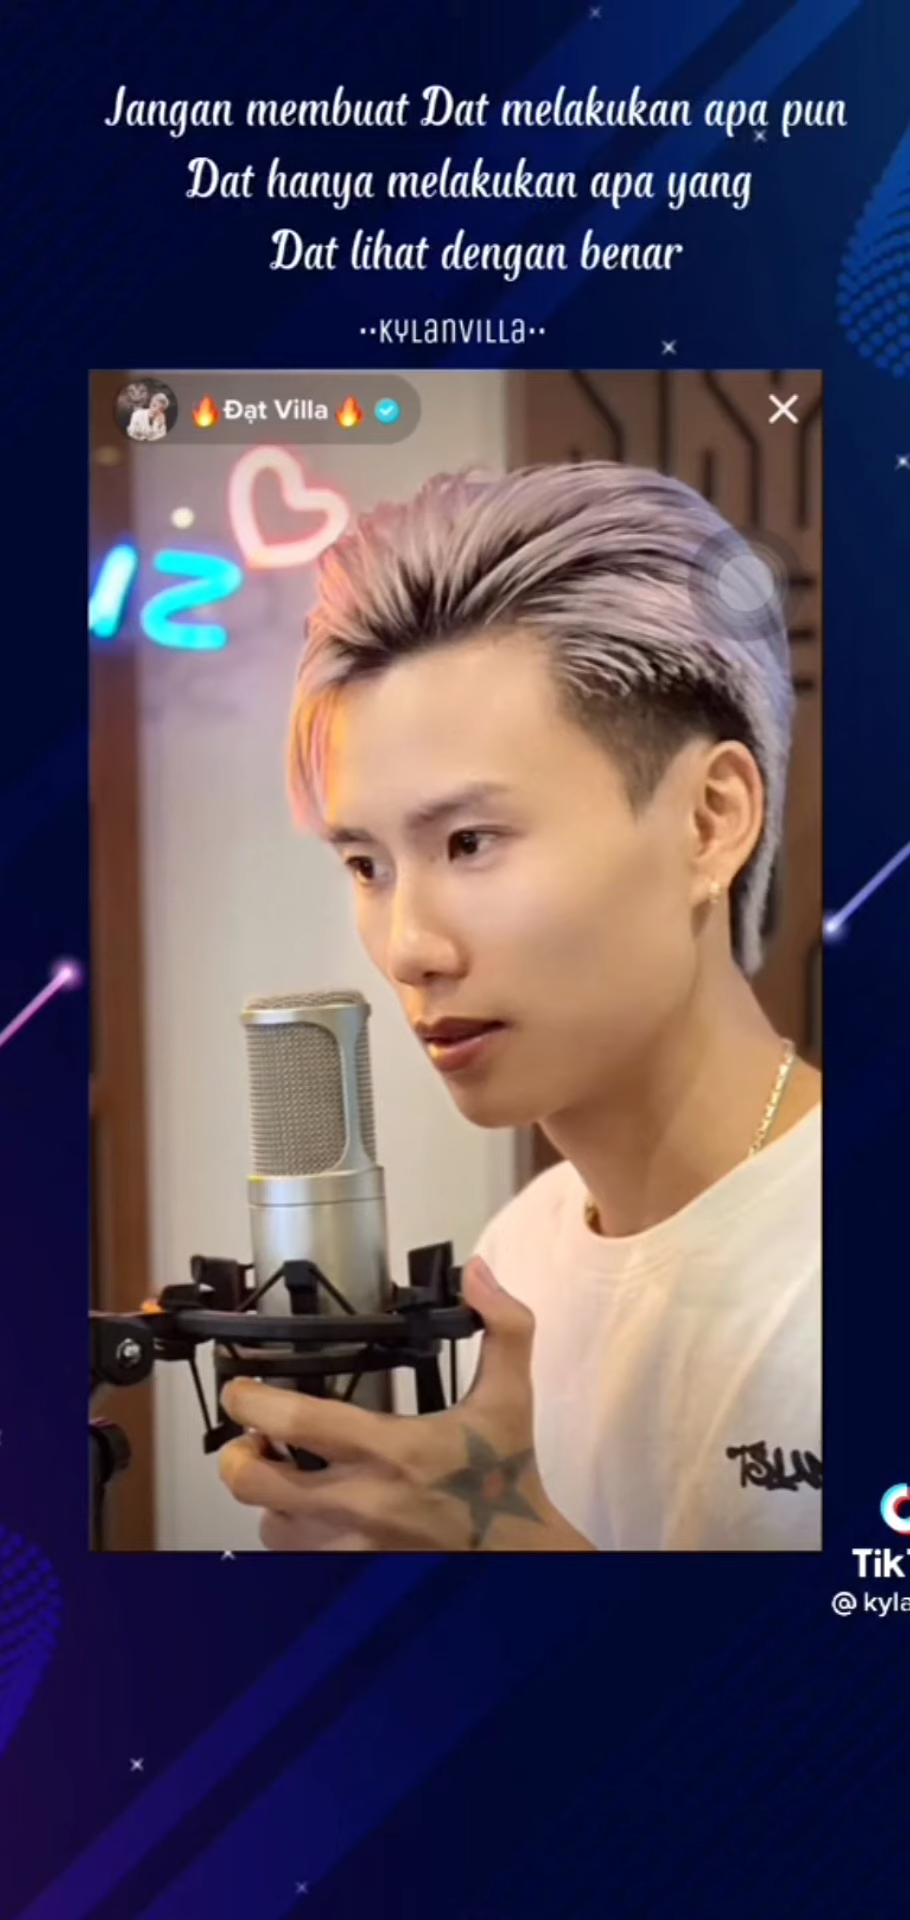 Jangan membuat Dat melakukan apa pun
Dat hanya melakukan apa yang
Dat lihat dengan benar
··KYLANVILLA··
🔥Đạt Villa🔥
TikT
@kyla